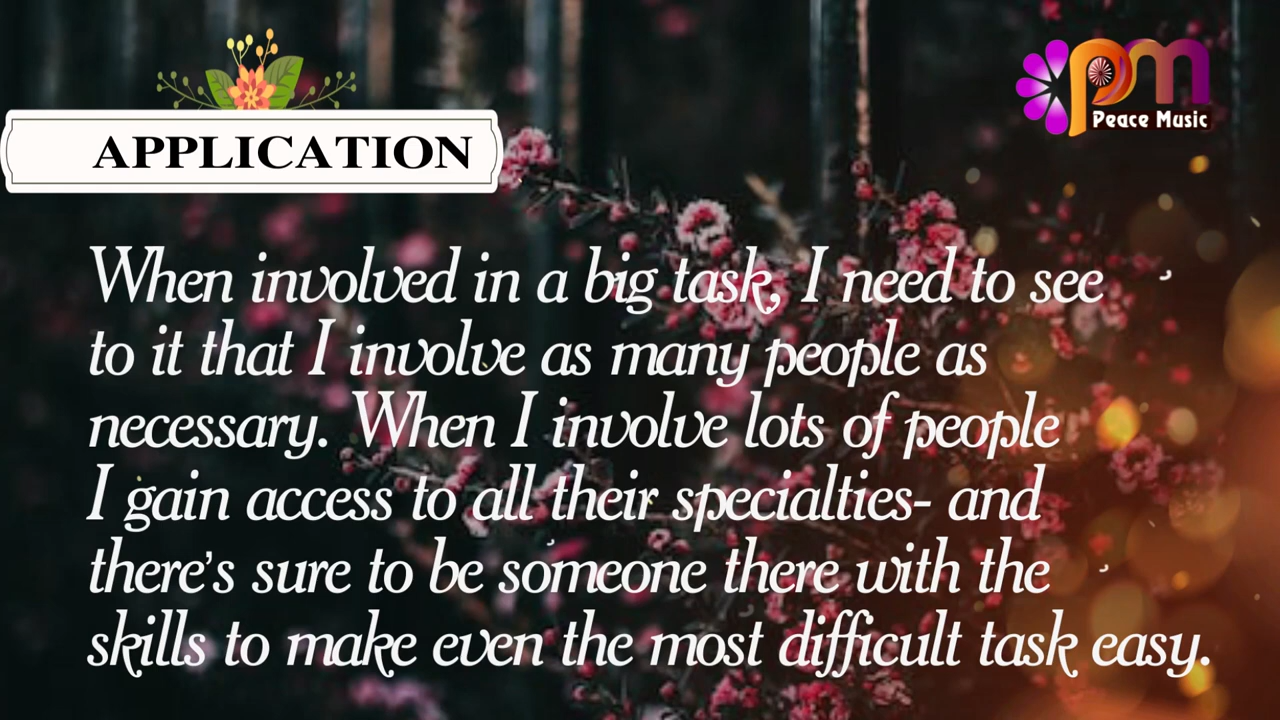 pm
Peace Music
APPLICATION
When involved in a big task, I need to see
to it that I involve as many people as
necessary. When I involve lots of people
I gain access to all their specialties- and
there's sure to be someone there with the
skills to make even the most difficult task easy.